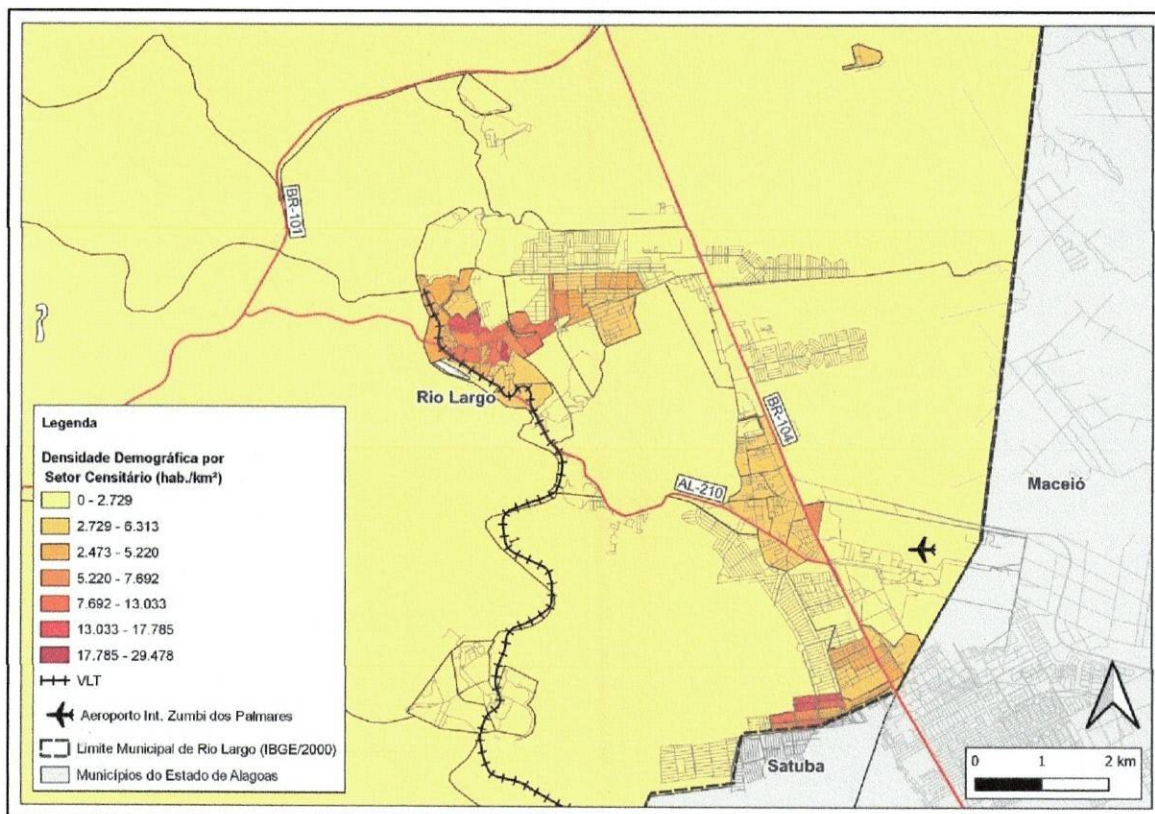 BR-101
Rio Largo
BR-104
AL-210
Maceió
Satuba
Legenda
Densidade Demográfica por
Setor Censitário (hab./km²)
0 - 2.729
2.729 - 6.313
2.473 - 5.220
5.220 - 7.692
7.692 - 13.033
13.033 - 17.785
17.785 - 29.478
VLT
Aeroporto Int. Zumbi dos Palmares
Limite Municipal de Rio Largo (IBGE/2000)
Municípios do Estado de Alagoas
0 1 2 km